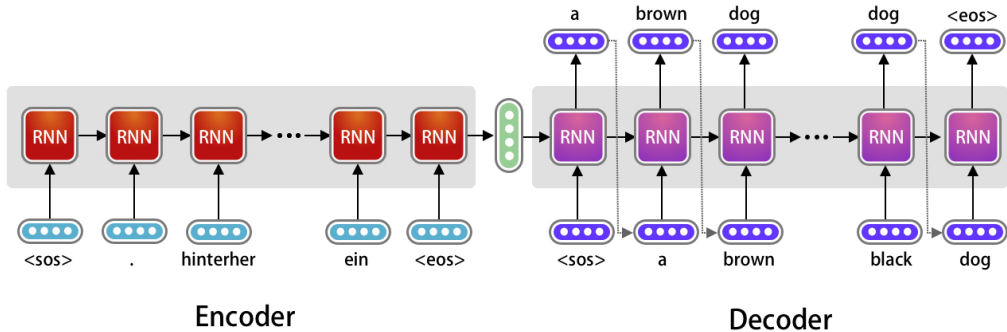 a brown dog dog <eos>
RNN RNN RNN RNN RNN RNN RNN RNN RNN RNN
<sos> . hinterher ein <eos> <sos> a brown black dog
Encoder Decoder